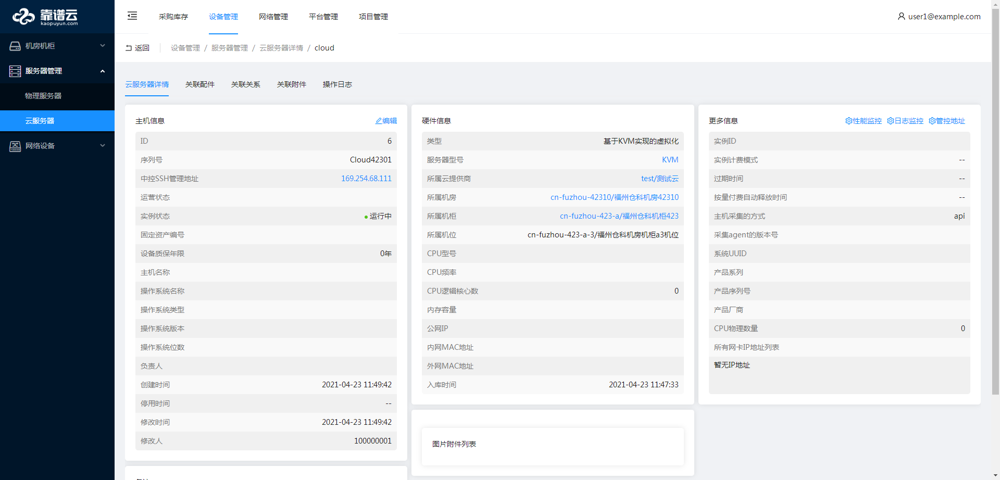 靠谱云
kaopuyun.com
采购库存 设备管理 网络管理 平台管理 项目管理
user1@example.com
机房机柜
服务器管理
物理服务器
云服务器
网络设备
返回 设备管理 / 服务器管理 / 云服务器详情 / cloud
云服务器详情 关联配件 关联关系 关联附件 操作日志
主机信息 编辑
ID 6
序列号 Cloud42301
中控SSH管理地址 169.254.68.111
运营状态
实例状态 运行中
固定资产编号
设备质保年限 0年
主机名称
操作系统名称
操作系统类型
操作系统版本
操作系统位数
负责人
创建时间 2021-04-23 11:49:42
停用时间 --
修改时间 2021-04-23 11:49:42
修改人 100000001
硬件信息
类型 基于KVM实现的虚拟化
服务器型号 KVM
所属云提供商 test/测试云
所属机房 cn-fuzhou-42310/福州仓科机房42310
所属机柜 cn-fuzhou-423-a/福州仓科机柜423
所属机位 cn-fuzhou-423-a-3/福州仓科机房机柜a3机位
CPU型号
CPU频率
CPU逻辑核心数 0
内存容量
公网IP
内网MAC地址
外网MAC地址
入库时间 2021-04-23 11:47:33
图片附件列表
更多信息 性能监控 日志监控 管控地址
实例ID
实例计费模式 --
过期时间 --
按量付费自动释放时间 --
主机采集的方式 api
采集agent的版本号
系统UUID
产品系列
产品序列号
产品厂商
CPU物理数量 0
所有网卡IP地址列表
暂无IP地址